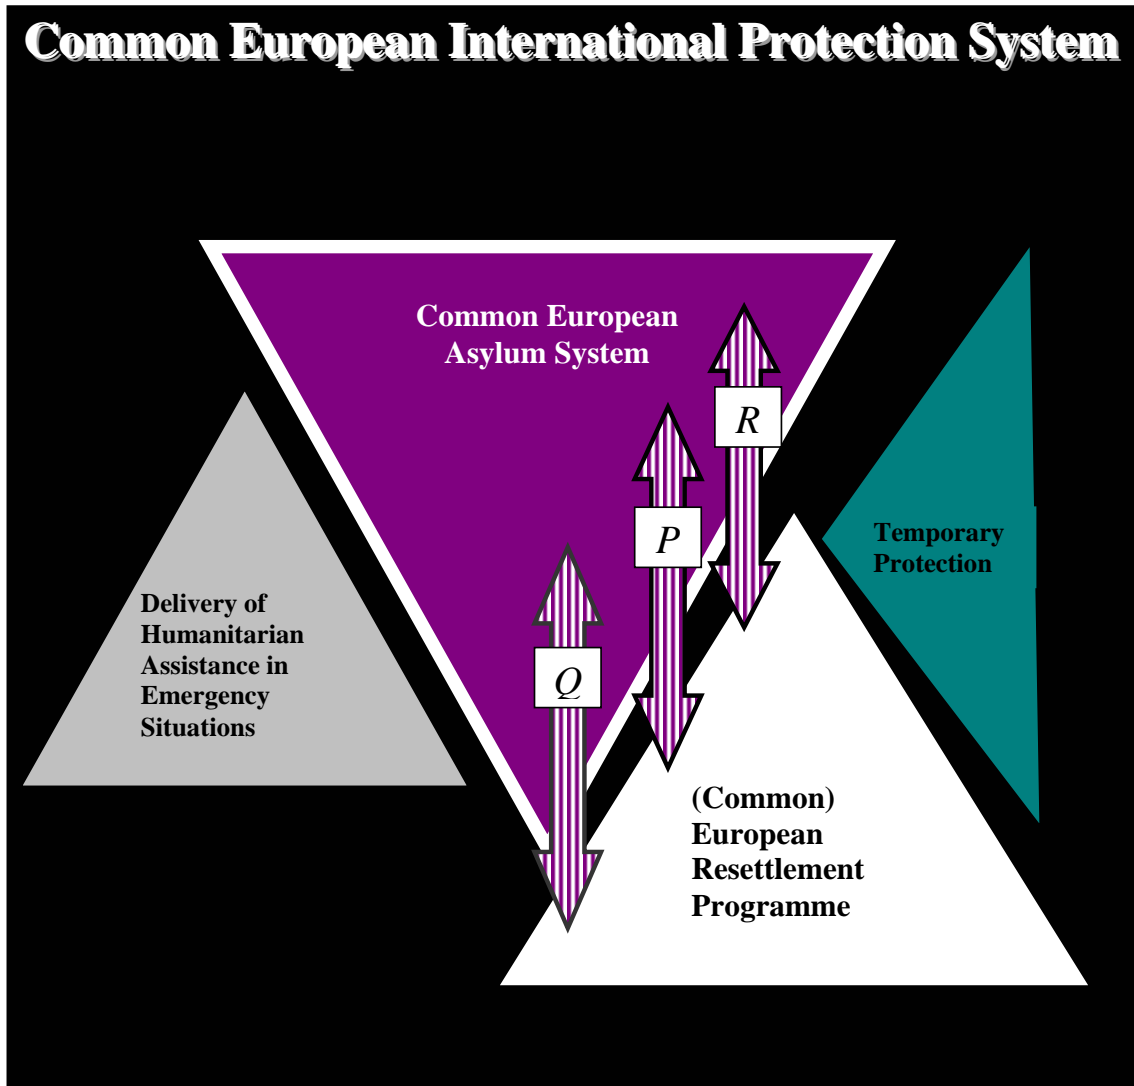 Common European International Protection System
Common European
Asylum System
R
P
Temporary
Protection
Delivery of
Humanitarian
Assistance in
Emergency
Situations
Q
(Common)
European
Resettlement
Programme